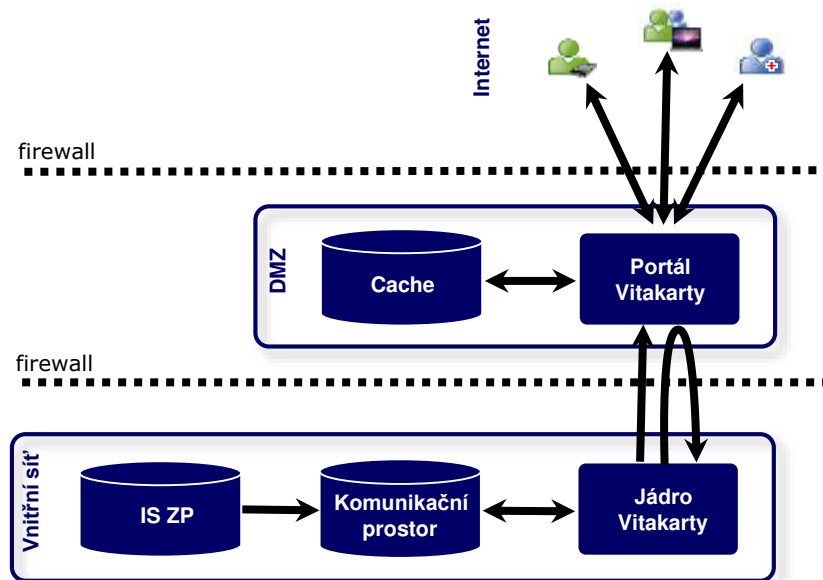 Internet
firewall
DMZ
Cache
Portál
Vitakarty
firewall
Vnitřní síť
IS ZP
Komunikační
prostor
Jádro
Vitakarty